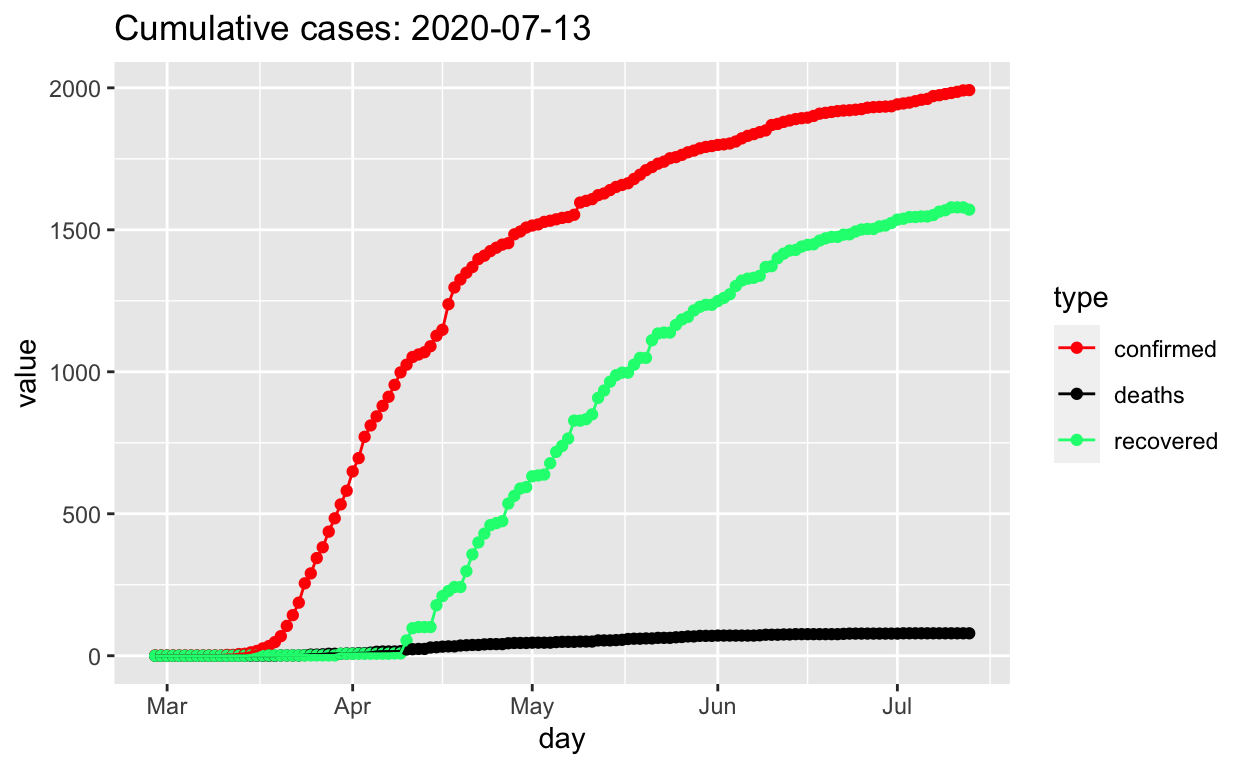 Cumulative cases: 2020-07-13
2000
1500
1000
500
0
value
Mar Apr May Jun Jul
day
type
confirmed
deaths
recovered